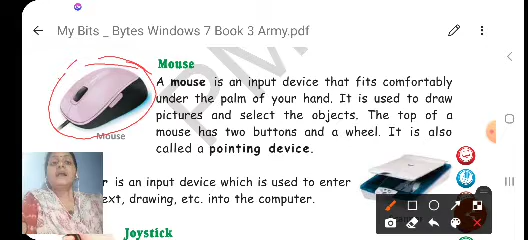 My Bits _ Bytes Windows 7 Book 3 Army.pdf
Mouse
A mouse is an input device that fits comfortably
under the palm of your hand. It is used to draw
pictures and select the objects. The top of a
mouse has two buttons and a wheel. It is also
called a pointing device.
Mouse
is an input device which is used to enter
drawing, etc. into the computer.
Joystick